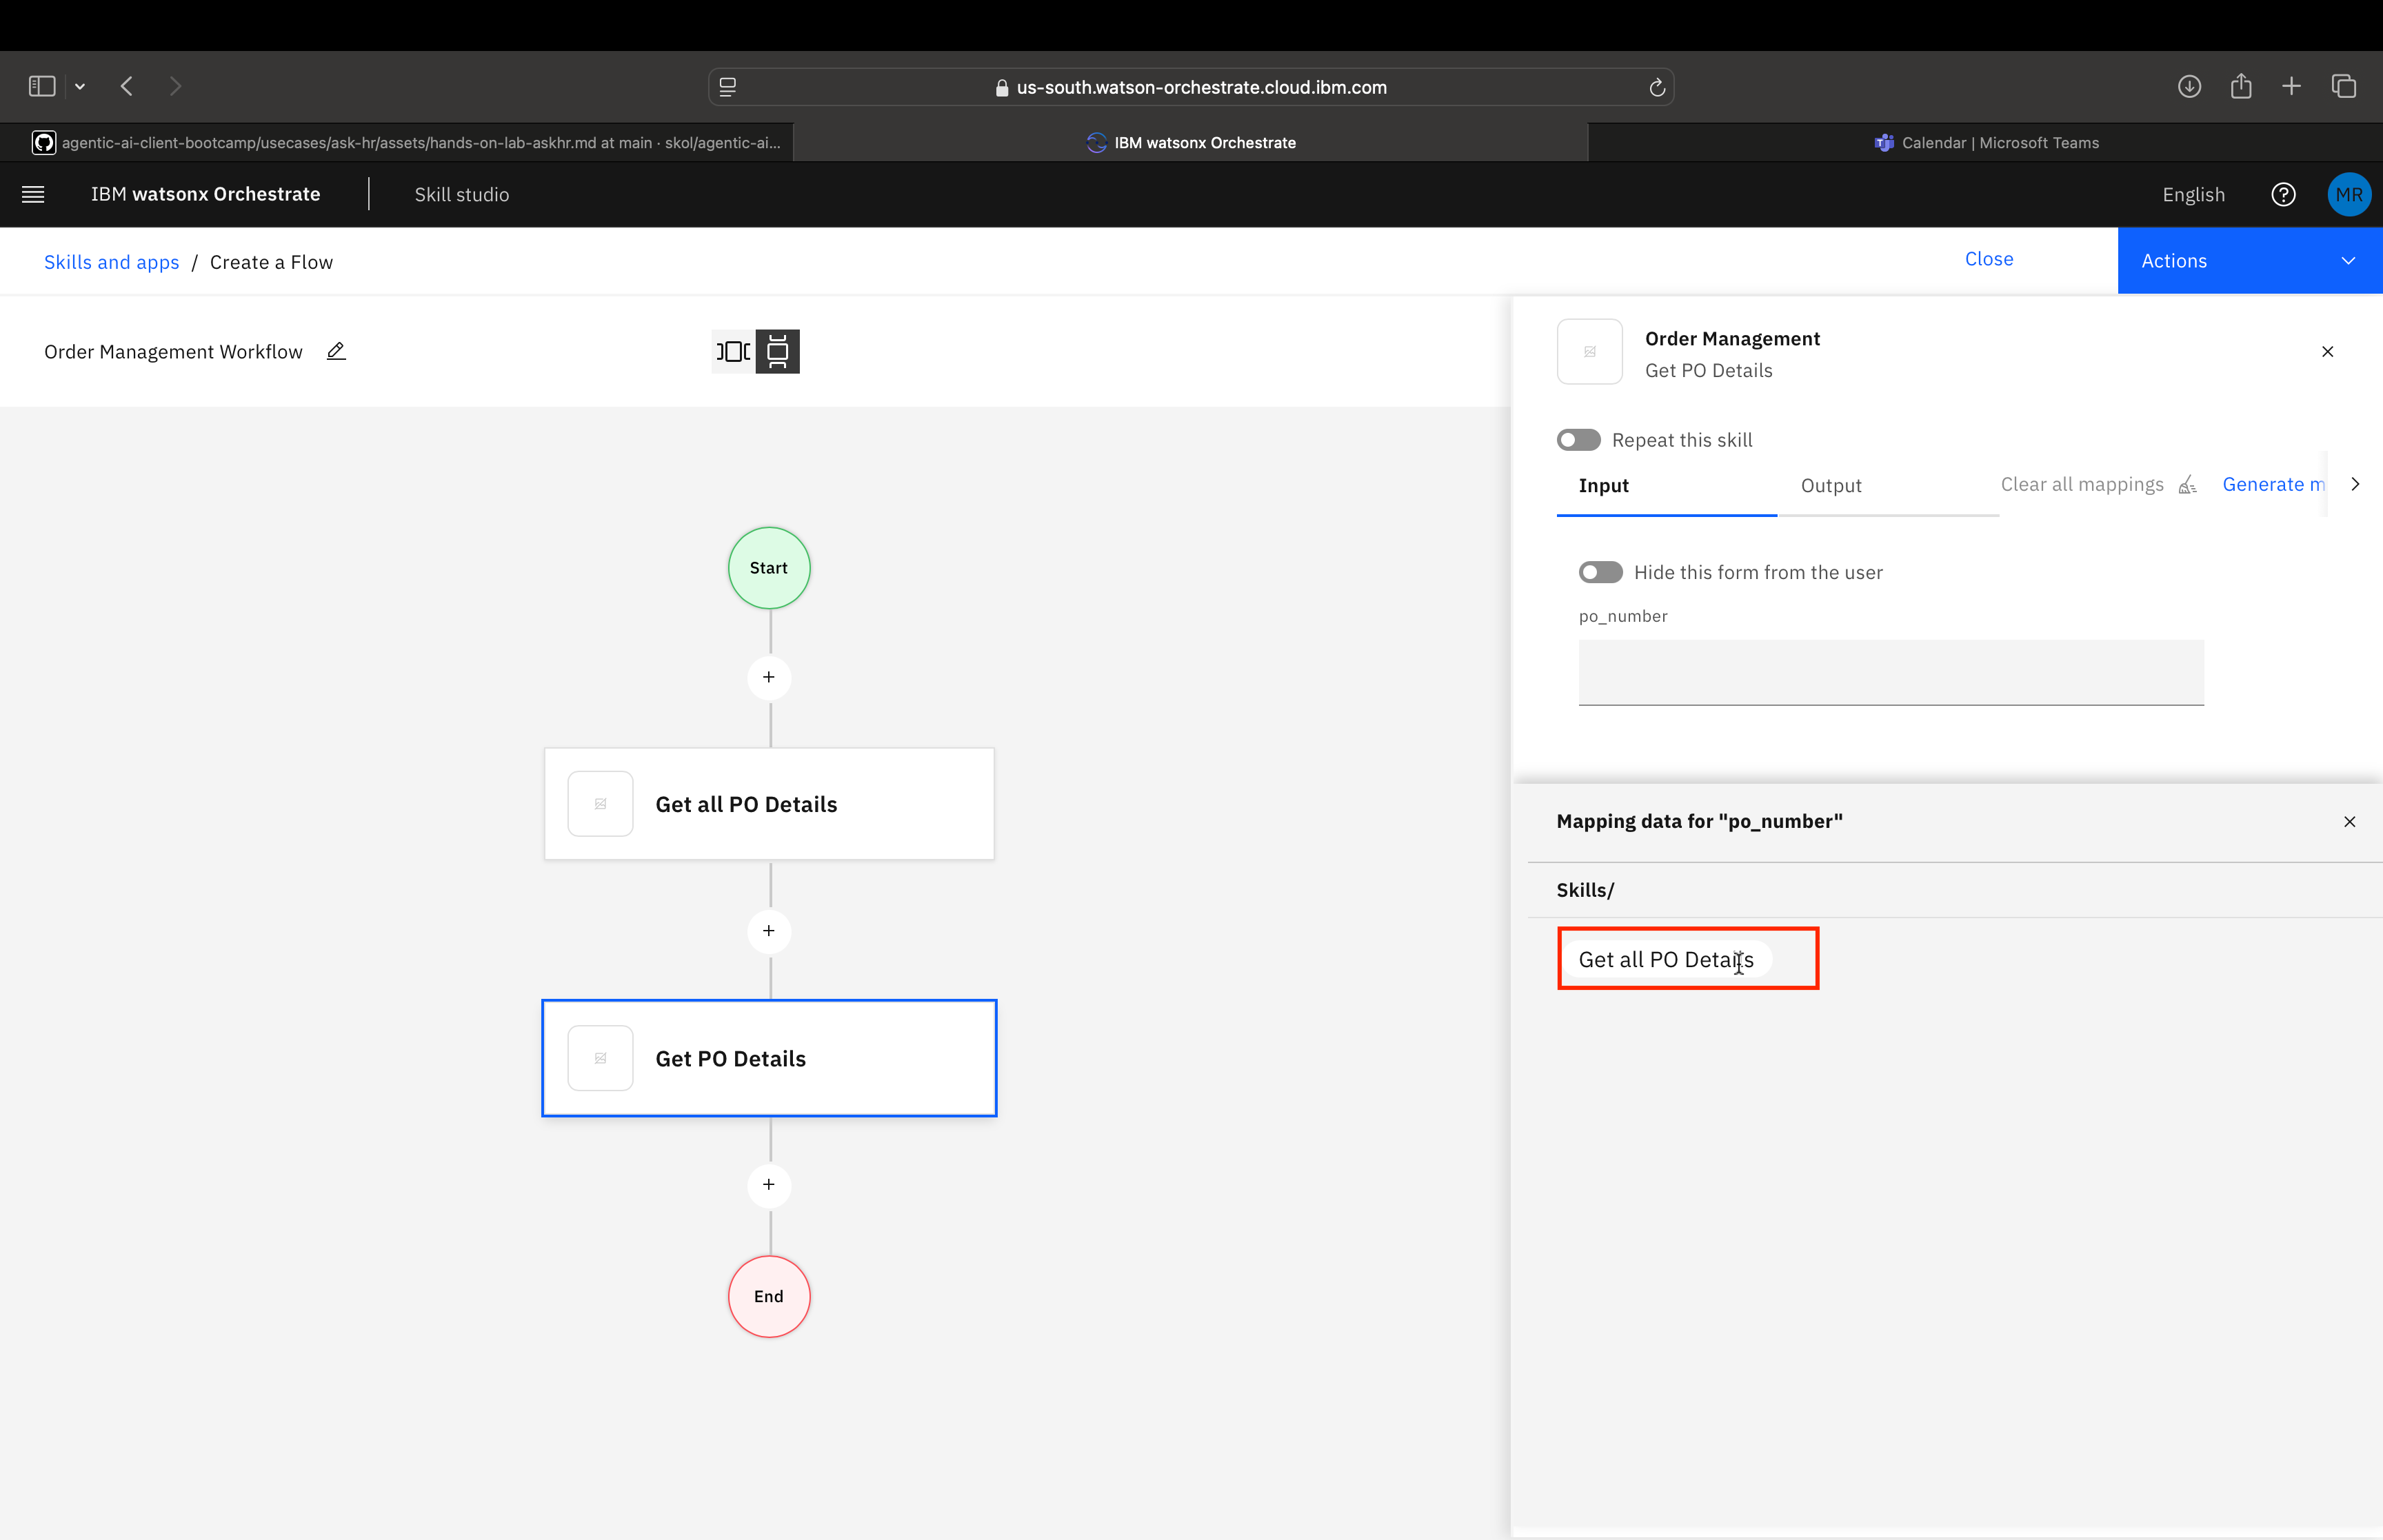 us-south.watson-orchestrate.cloud.ibm.com
agentic-ai-client-bootcamp/usecases/ask-hr/assets/hands-on-lab-askhr.md at main · skol/agentic-ai...
IBM watsonx Orchestrate
Calendar | Microsoft Teams
IBM watsonx Orchestrate
Skill studio
English
MR
Skills and apps / Create a Flow
Close
Actions
Order Management Workflow
Order Management
Get PO Details
Repeat this skill
Input
Output
Clear all mappings
Generate m
Hide this form from the user
po_number
Start
Get all PO Details
Get PO Details
End
Mapping data for "po_number"
Skills/
Get all PO Details